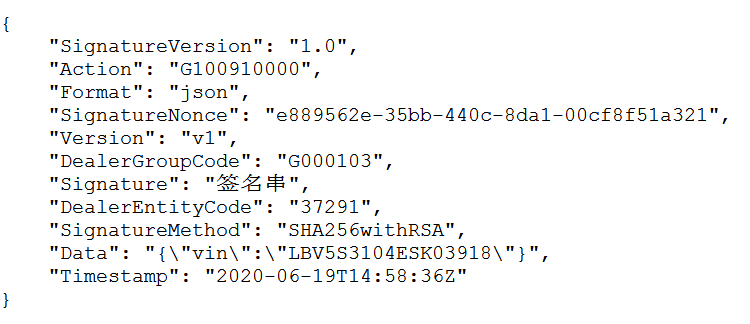 {
    "SignatureVersion": "1.0",
    "Action": "G100910000",
    "Format": "json",
    "SignatureNonce": "e889562e-35bb-440c-8da1-00cf8f51a321",
    "Version": "v1",
    "DealerGroupCode": "G000103",
    "Signature": "签名串",
    "DealerEntityCode": "37291",
    "SignatureMethod": "SHA256withRSA",
    "Data": "{\"vin\":\"LBV5S3104ESK03918\"}",
    "Timestamp": "2020-06-19T14:58:36Z"
}